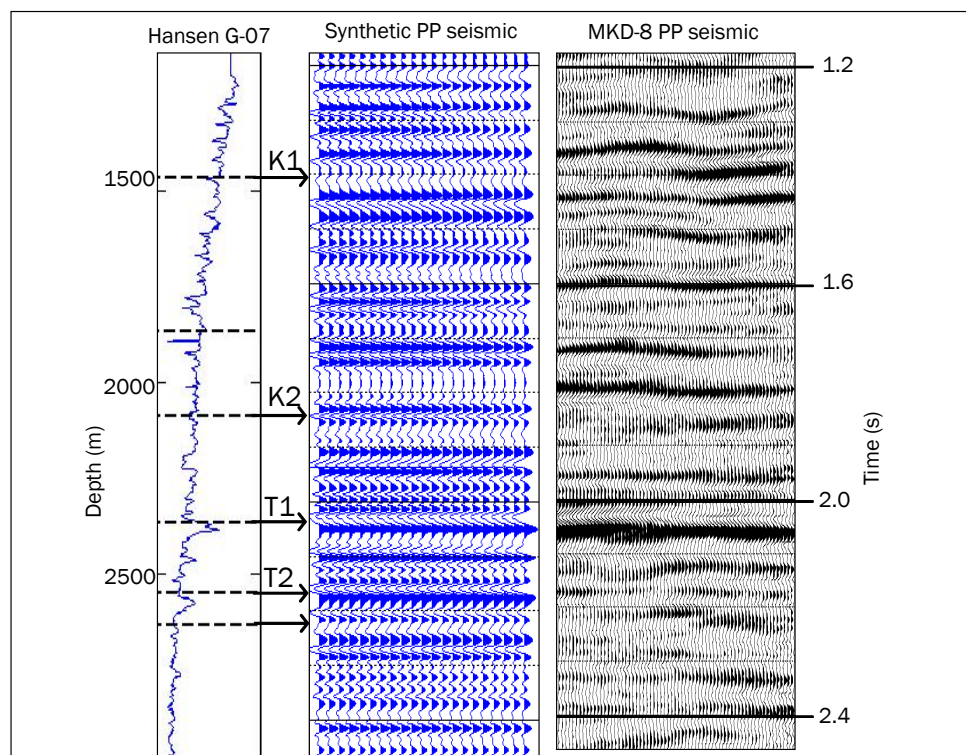 Hansen G-07
Synthetic PP seismic
MKD-8 PP seismic
1.2
K1
1500
1.6
2000
K2
Depth (m)
Time (s)
2.0
T1
2500
T2
2.4